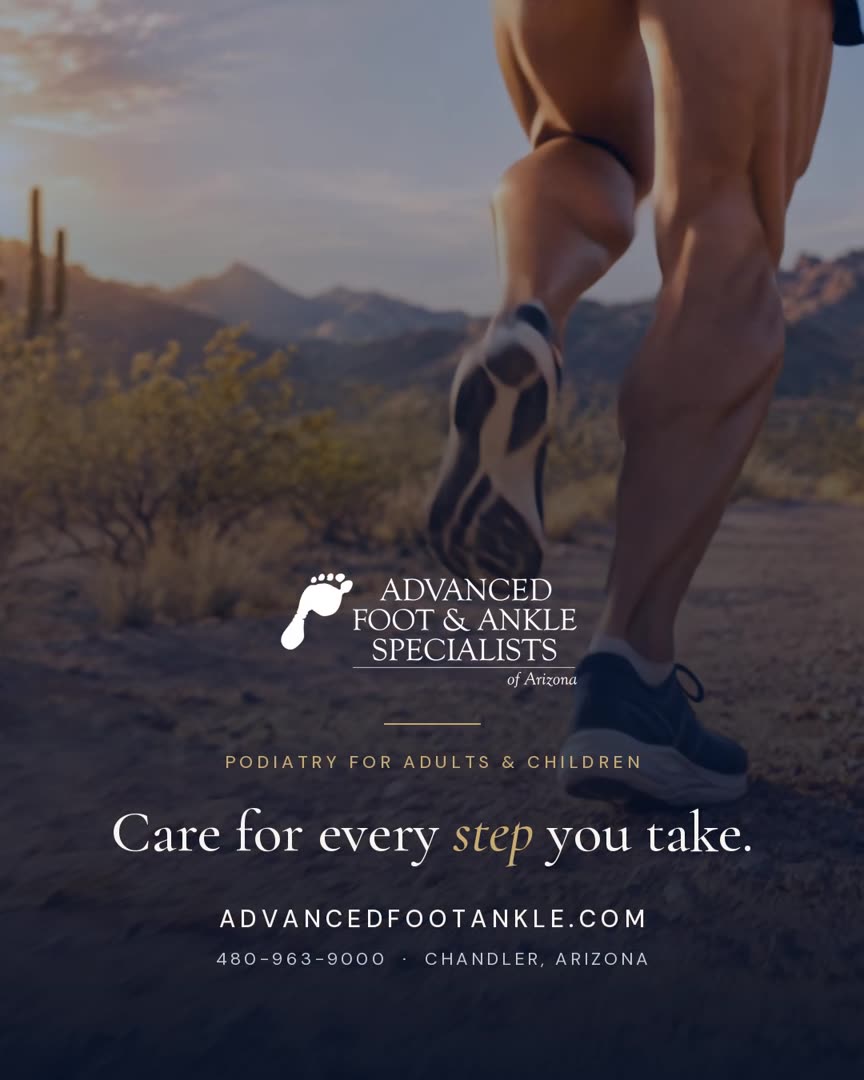 ADVANCED
FOOT & ANKLE
SPECIALISTS
of Arizona
PODIATRY FOR ADULTS & CHILDREN
Care for every step you take.
ADVANCEDFOOTANKLE.COM
480-963-9000 · CHANDLER, ARIZONA